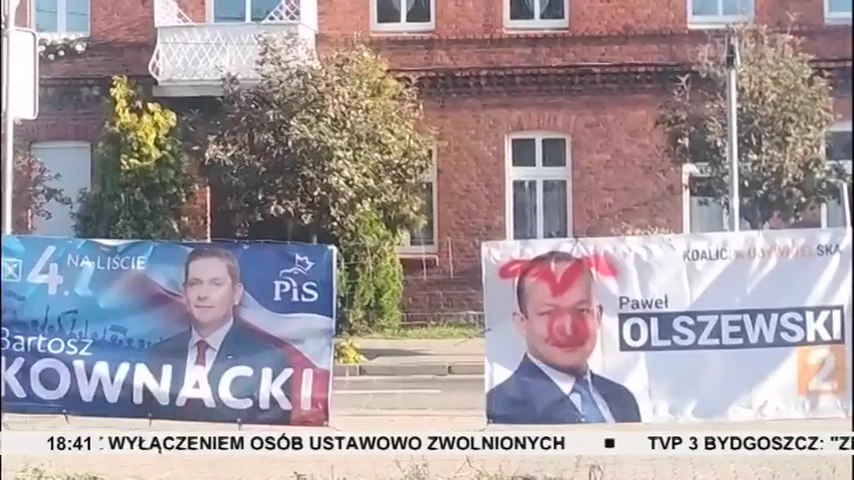 4. NA LIŚCIE
PiS
Bartosz
KOWNACKI
KOALICJA OBYWATELSKA
Paweł
OLSZEWSKI
2
18:41 WYŁĄCZENIEM OSÓB USTAWOWO ZWOLNIONYCH ■ TVP 3 BYDGOSZCZ: "ZE